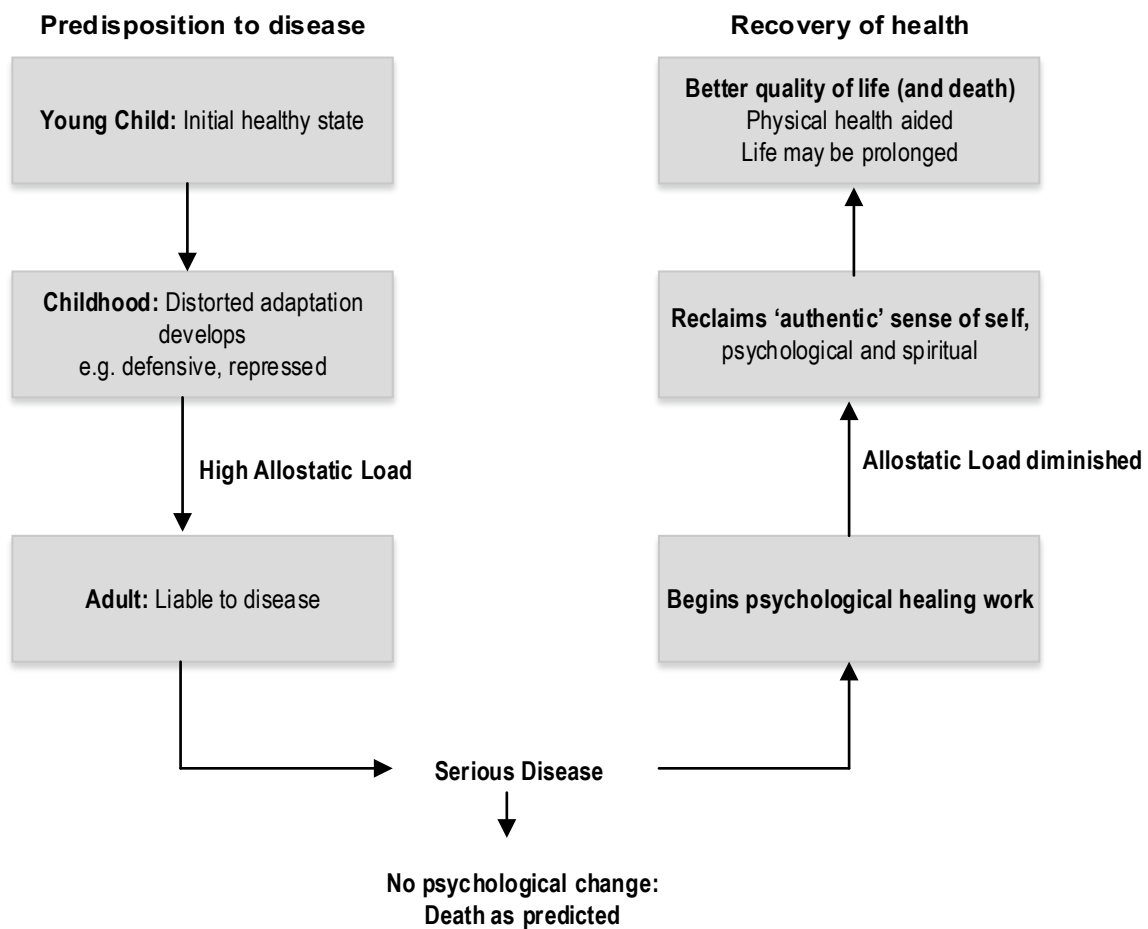 Predisposition to disease
Young Child: Initial healthy state
Childhood: Distorted adaptation
develops
e.g. defensive, repressed
High Allostatic Load
Adult: Liable to disease
Serious Disease
No psychological change:
Death as predicted
Recovery of health
Better quality of life (and death)
Physical health aided
Life may be prolonged
Reclaims ‘authentic’ sense of self,
psychological and spiritual
Allostatic Load diminished
Begins psychological healing work